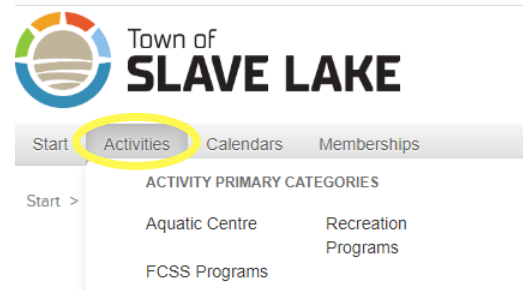 Town of
SLAVE LAKE
Start Activities Calendars Memberships
Start >
ACTIVITY PRIMARY CATEGORIES
Aquatic Centre Recreation
Programs
FCSS Programs